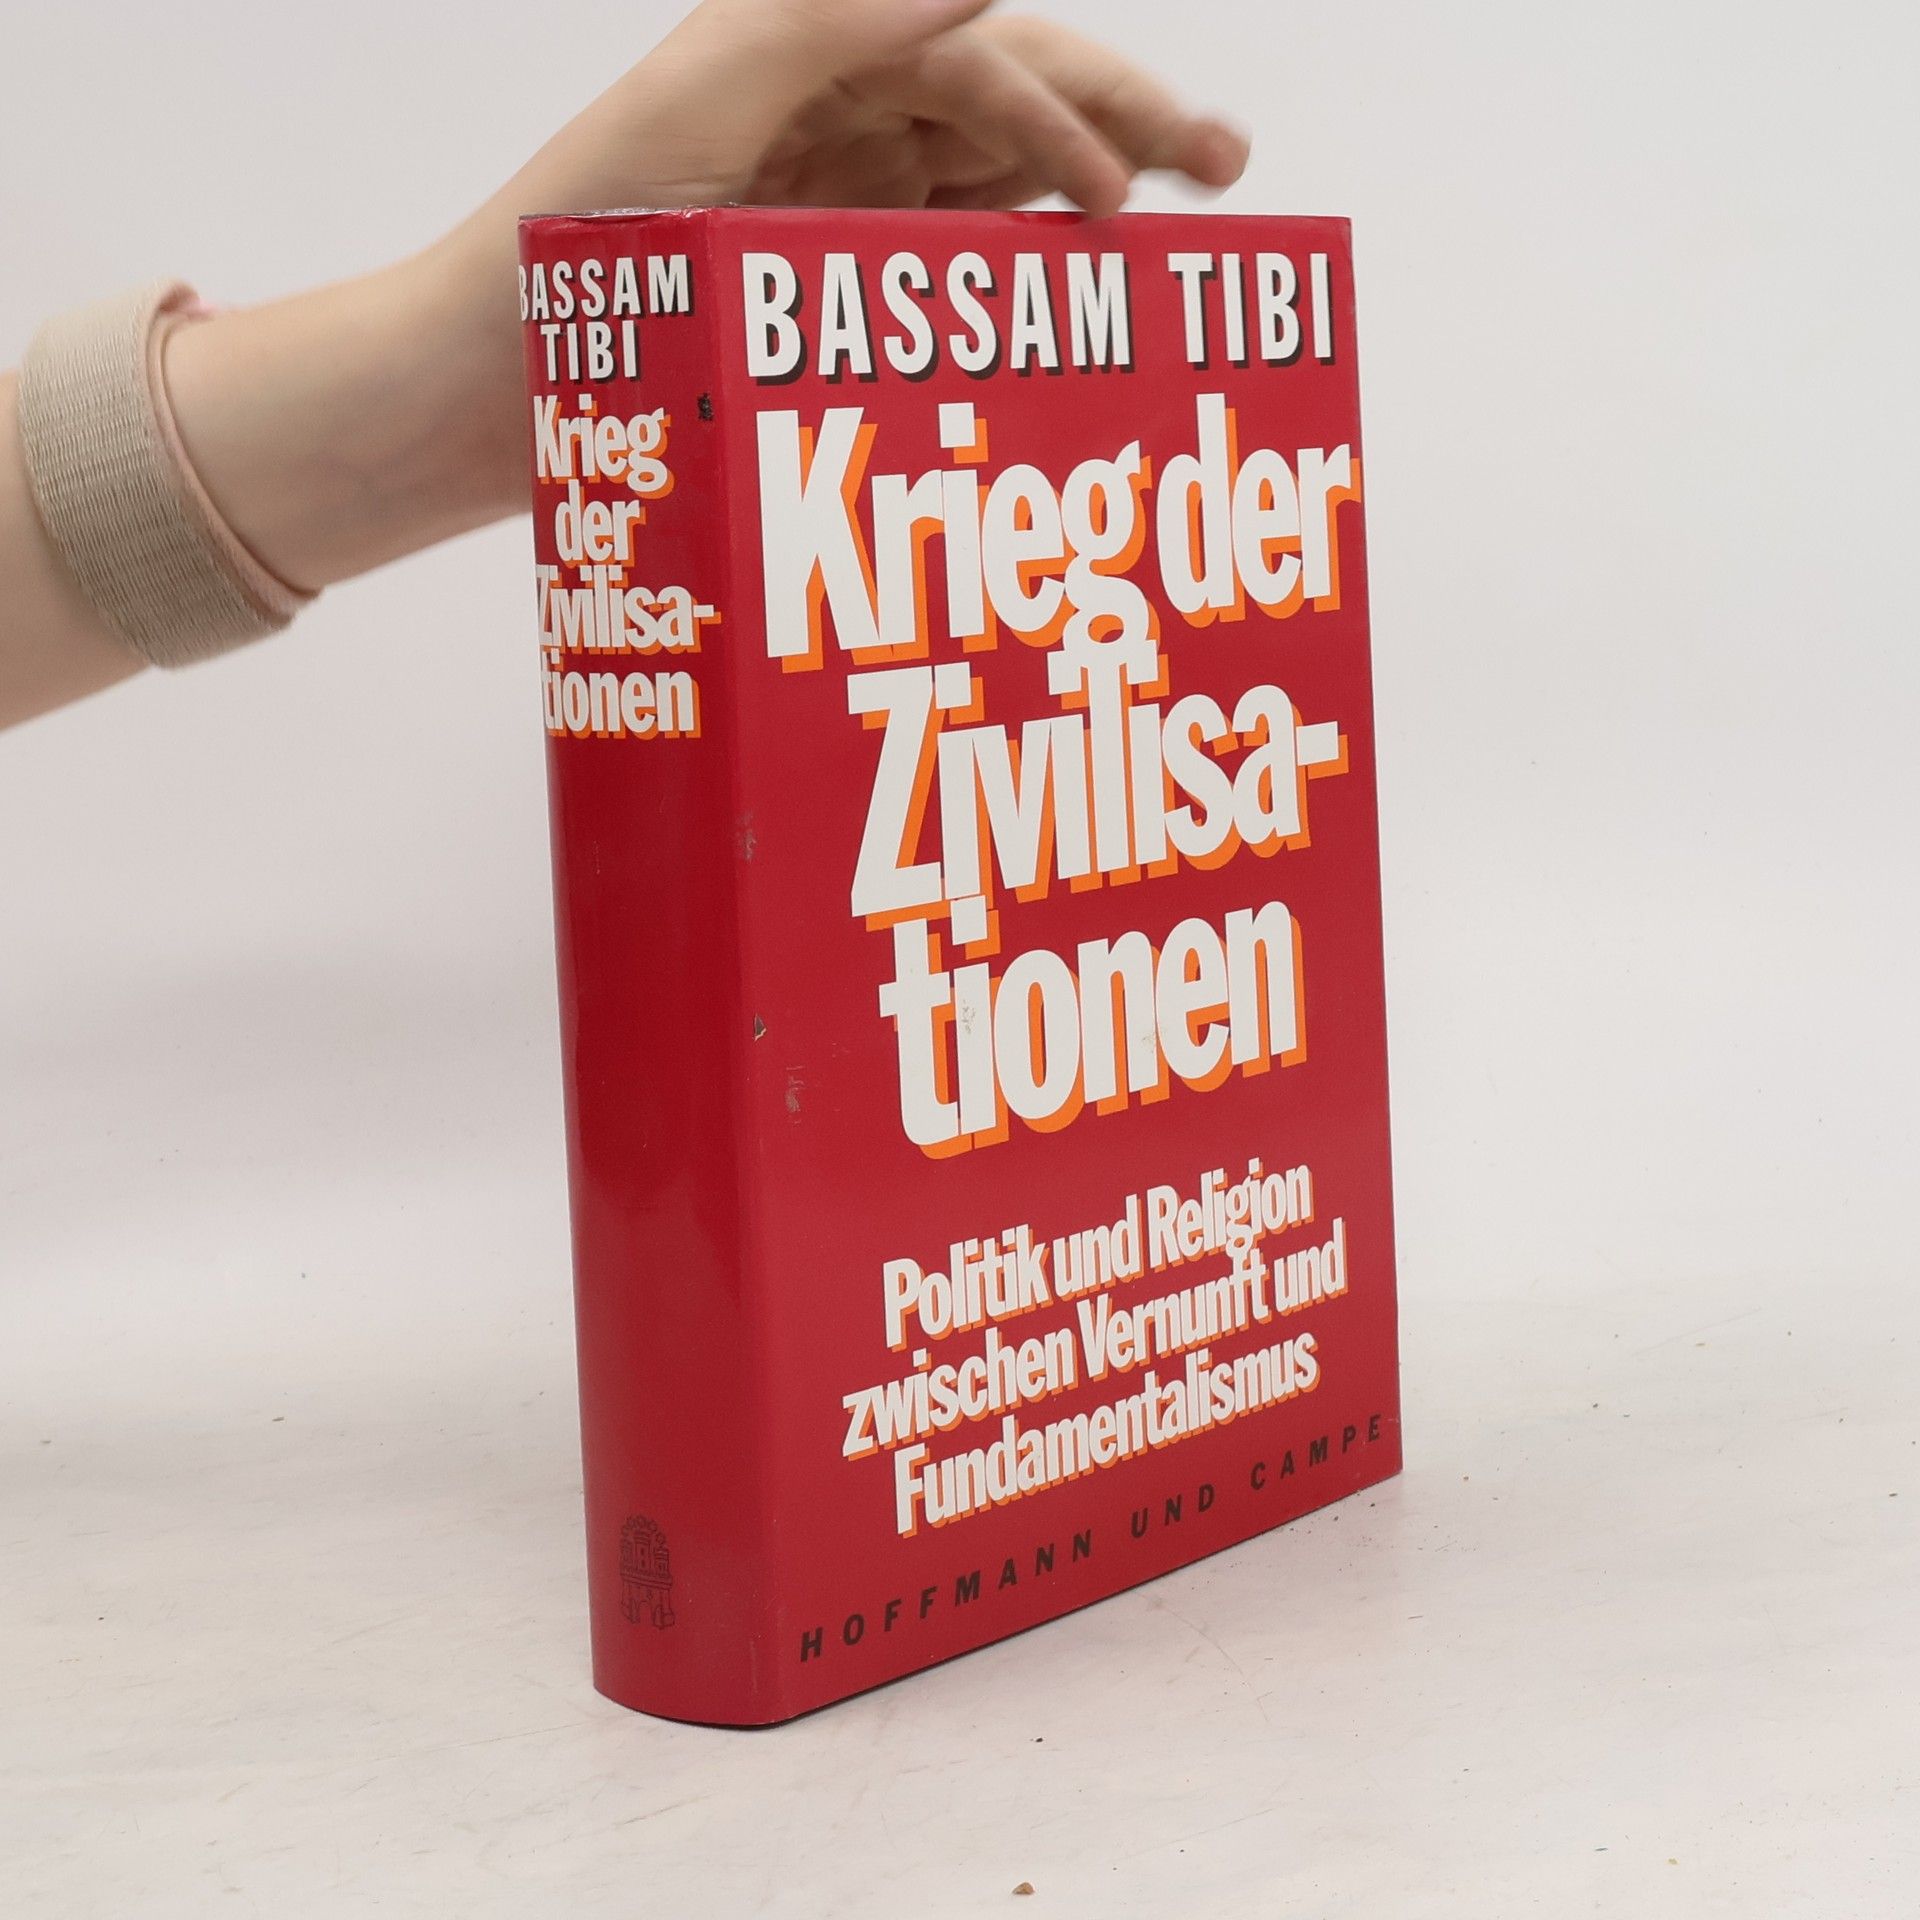 BASSAM
TIBI
Krieg
der
Zivilisa-
tionen
BASSAM TIBI
Krieg der
Zivilisa-
tionen
Politik und Religion
zwischen Vernunft und
Fundamentalismus
HOFFMANN UND CAMPE